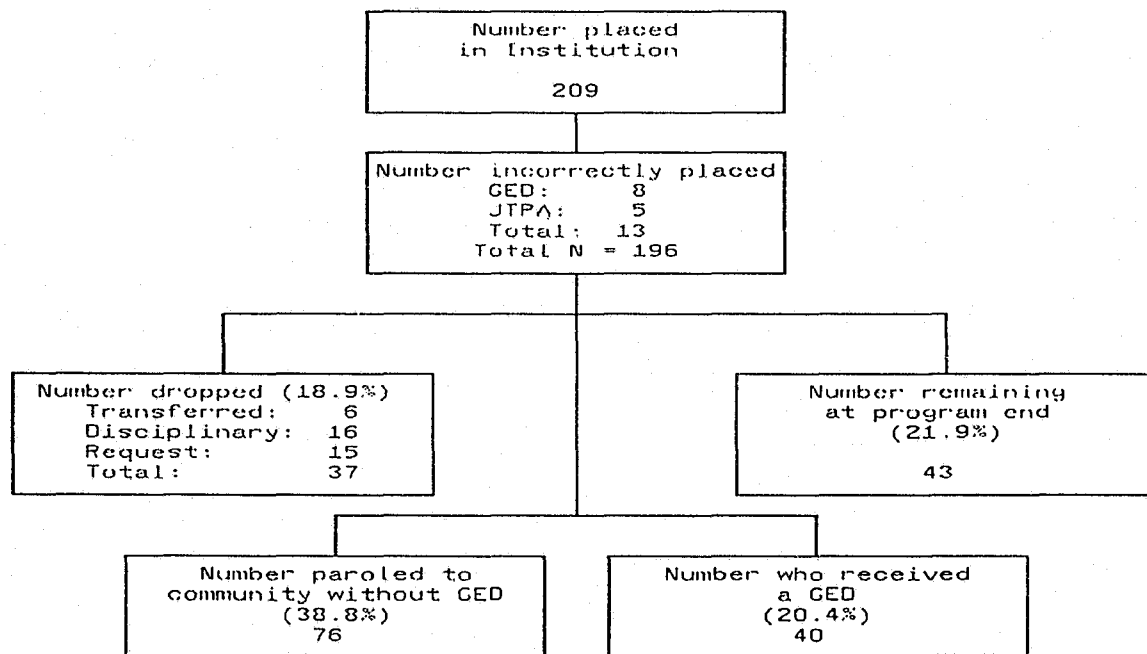 Number placed
in Institution
209
Number incorrectly placed
GED: 8
JTPA: 5
Total: 13
Total N = 196
Number dropped (18.9%)
Transferred: 6
Disciplinary: 16
Request: 15
Total: 37
Number remaining
at program end
(21.9%)
43
Number paroled to
community without GED
(38.8%)
76
Number who received
a GED
(20.4%)
40